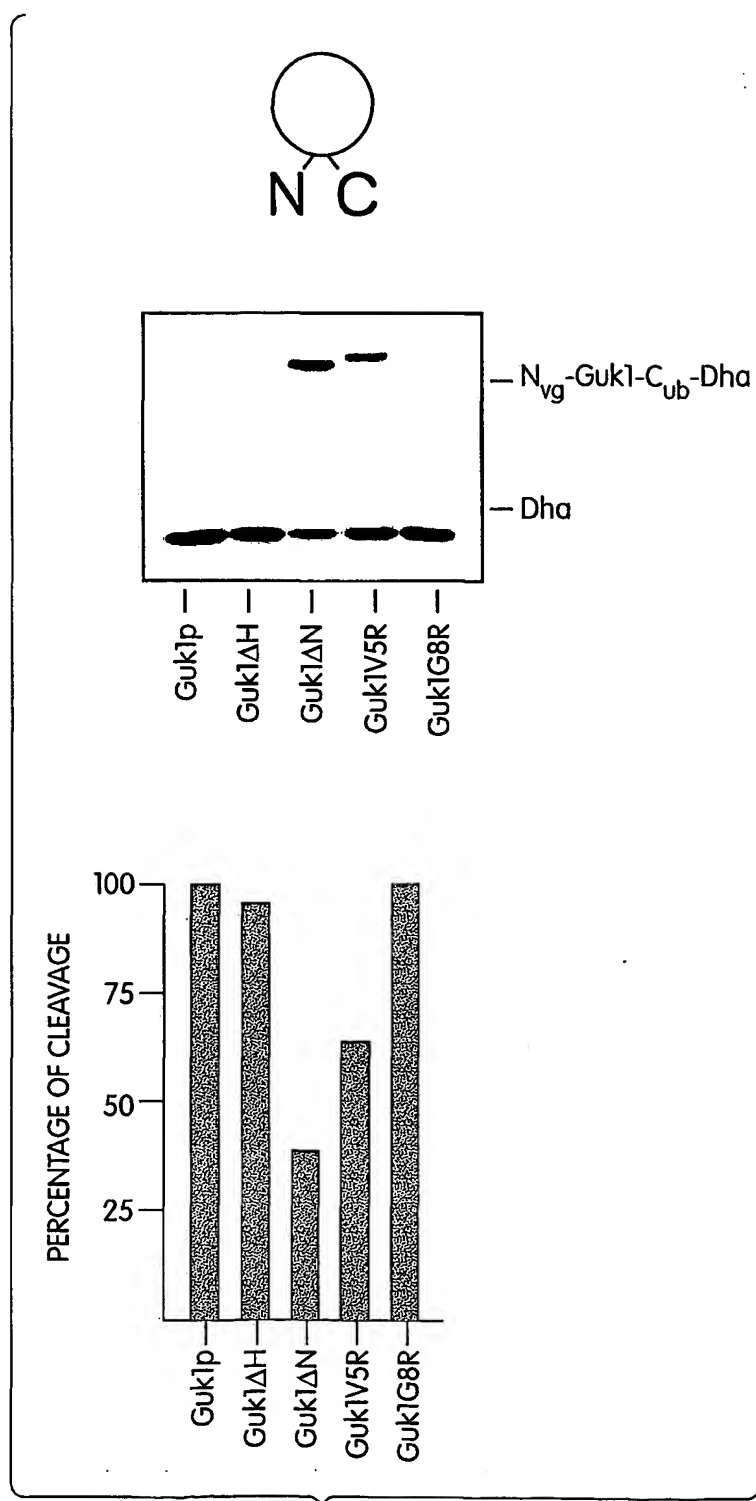 N C
N_vg-Guk1-C_ub-Dha
Dha
Guk1p
Guk1ΔH
Guk1ΔN
Guk1V5R
Guk1G8R
PERCENTAGE OF CLEAVAGE
100
75
50
25
Guk1p
Guk1ΔH
Guk1ΔN
Guk1V5R
Guk1G8R